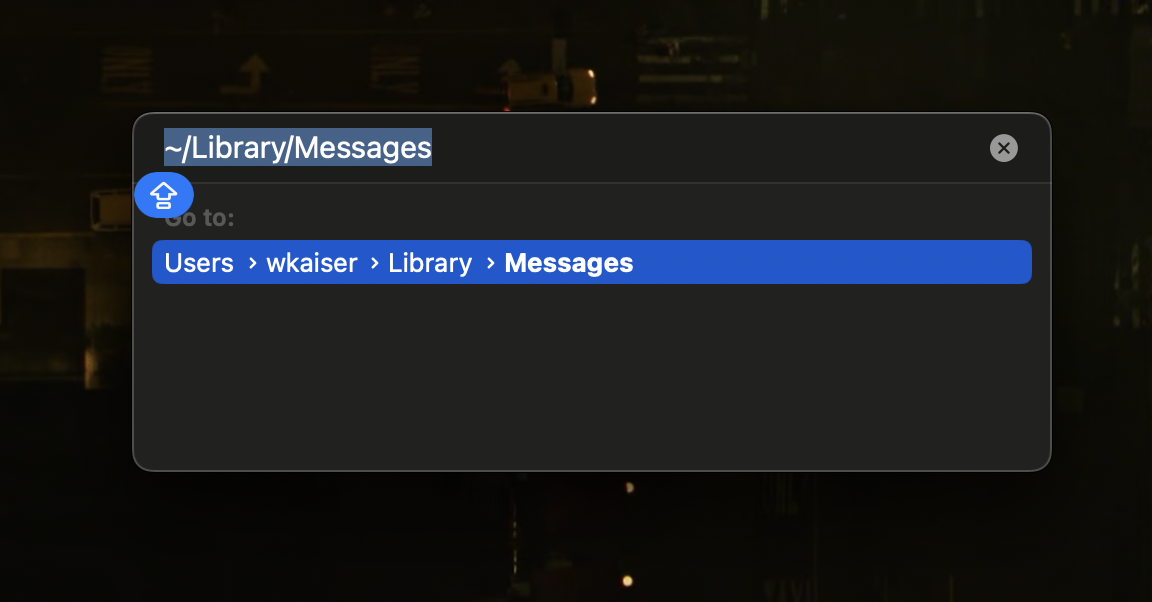 ~/Library/Messages
Go to:
Users › wkaiser › Library › Messages